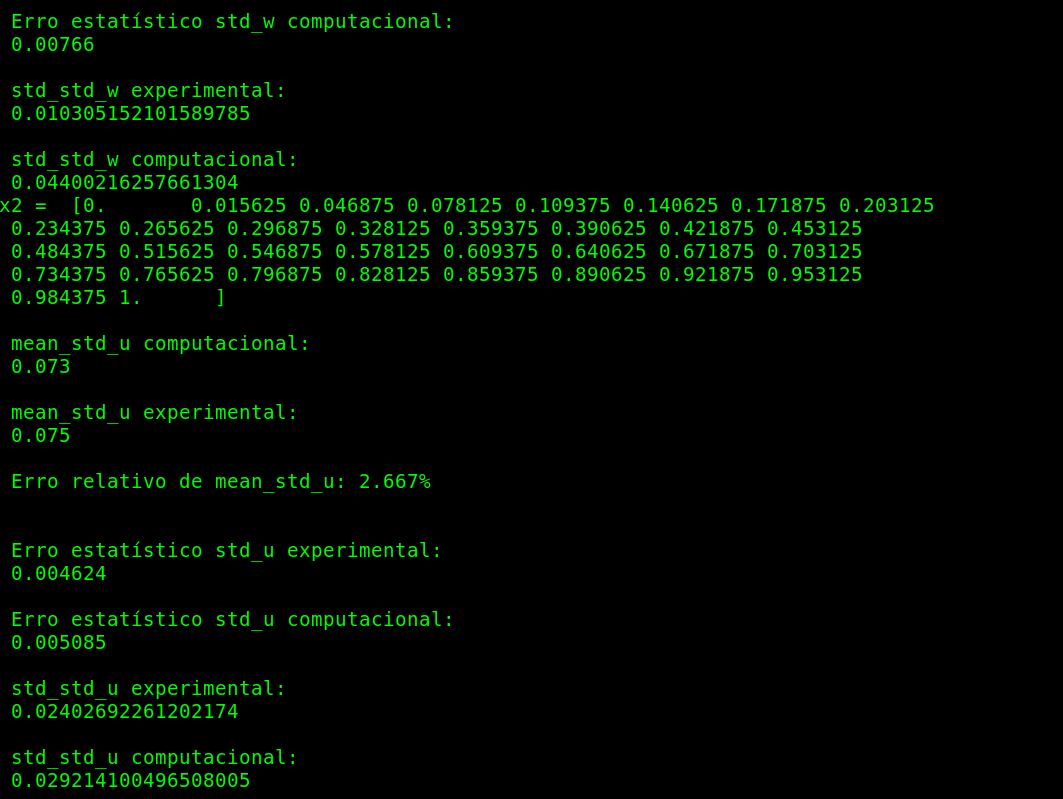 Erro estatístico std_w computacional:
0.00766
std_std_w experimental:
0.010305152101589785
std_std_w computacional:
0.04400216257661304
x2 =  [0.       0.015625 0.046875 0.078125 0.109375 0.140625 0.171875 0.203125
0.234375 0.265625 0.296875 0.328125 0.359375 0.390625 0.421875 0.453125
0.484375 0.515625 0.546875 0.578125 0.609375 0.640625 0.671875 0.703125
0.734375 0.765625 0.796875 0.828125 0.859375 0.890625 0.921875 0.953125
0.984375 1.      ]
mean_std_u computacional:
0.073
mean_std_u experimental:
0.075
Erro relativo de mean_std_u: 2.667%
Erro estatístico std_u experimental:
0.004624
Erro estatístico std_u computacional:
0.005085
std_std_u experimental:
0.02402692261202174
std_std_u computacional:
0.029214100496508005